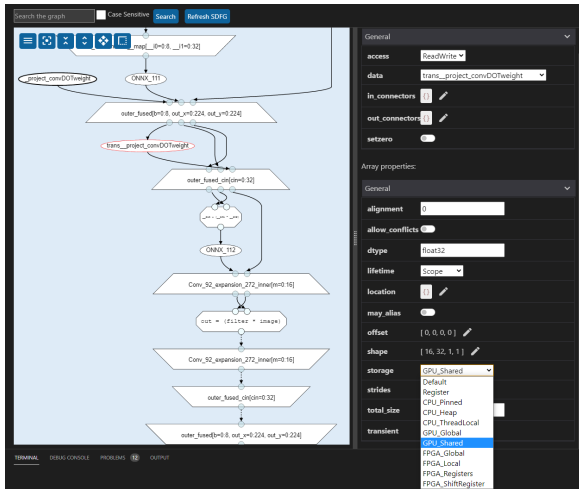 Search the graph
Case Sensitive
Search
Refresh SDFG
_map[__i0=0:8, __i1=0:32]
_project_convDOTweight
ONNX_111
outer_fused[b=0:8, out_x=0:224, out_y=0:224]
trans__project_convDOTweight
outer_fused_cin[cin=0:32]
ONNX_112
Conv_92_expansion_272_inner[m=0:16]
out = (filter * image)
Conv_92_expansion_272_inner[m=0:16]
outer_fused_cin[cin=0:32]
outer_fused[b=0:8, out_x=0:224, out_y=0:224]
General
access
ReadWrite
data
trans__project_convDOTweight
in_connectors
{}
out_connectors
{}
setzero
Array properties:
General
alignment
0
allow_conflicts
dtype
float32
lifetime
Scope
location
{}
may_alias
offset
[ 0, 0, 0, 0 ]
shape
[ 16, 32, 1, 1 ]
storage
GPU_Shared
strides
total_size
transient
Default
Register
CPU_Pinned
CPU_Heap
CPU_ThreadLocal
GPU_Global
GPU_Shared
FPGA_Global
FPGA_Local
FPGA_Registers
FPGA_ShiftRegister
TERMINAL
DEBUG CONSOLE
PROBLEMS
12
OUTPUT